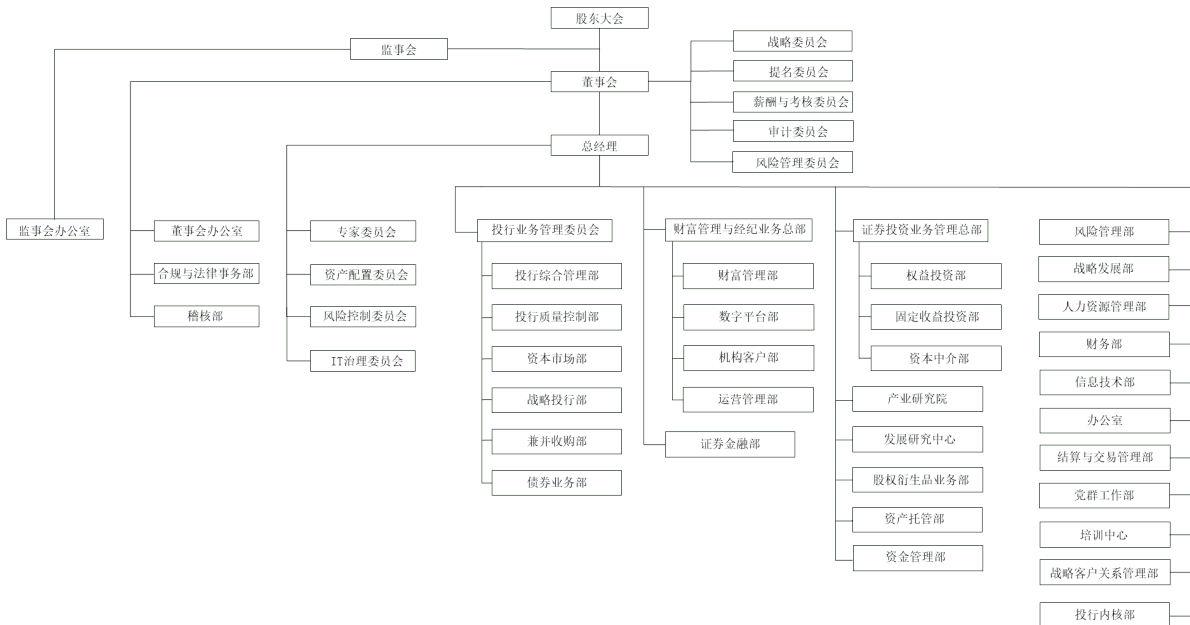 股东大会
监事会
董事会
战略委员会
提名委员会
薪酬与考核委员会
审计委员会
风险管理委员会
总经理
监事会办公室
董事会办公室
合规与法律事务部
稽核部
专家委员会
资产配置委员会
风险控制委员会
IT治理委员会
投行业务管理委员会
投行综合管理部
投行质量控制部
资本市场部
战略投行部
兼并收购部
债券业务部
财富管理与经纪业务总部
财富管理部
数字平台部
机构客户部
运营管理部
证券金融部
证券投资业务管理总部
权益投资部
固定收益投资部
资本中介部
产业研究院
发展研究中心
股权衍生品业务部
资产托管部
资金管理部
风险管理部
战略发展部
人力资源管理部
财务部
信息技术部
办公室
结算与交易管理部
党群工作部
培训中心
战略客户关系管理部
投行内核部